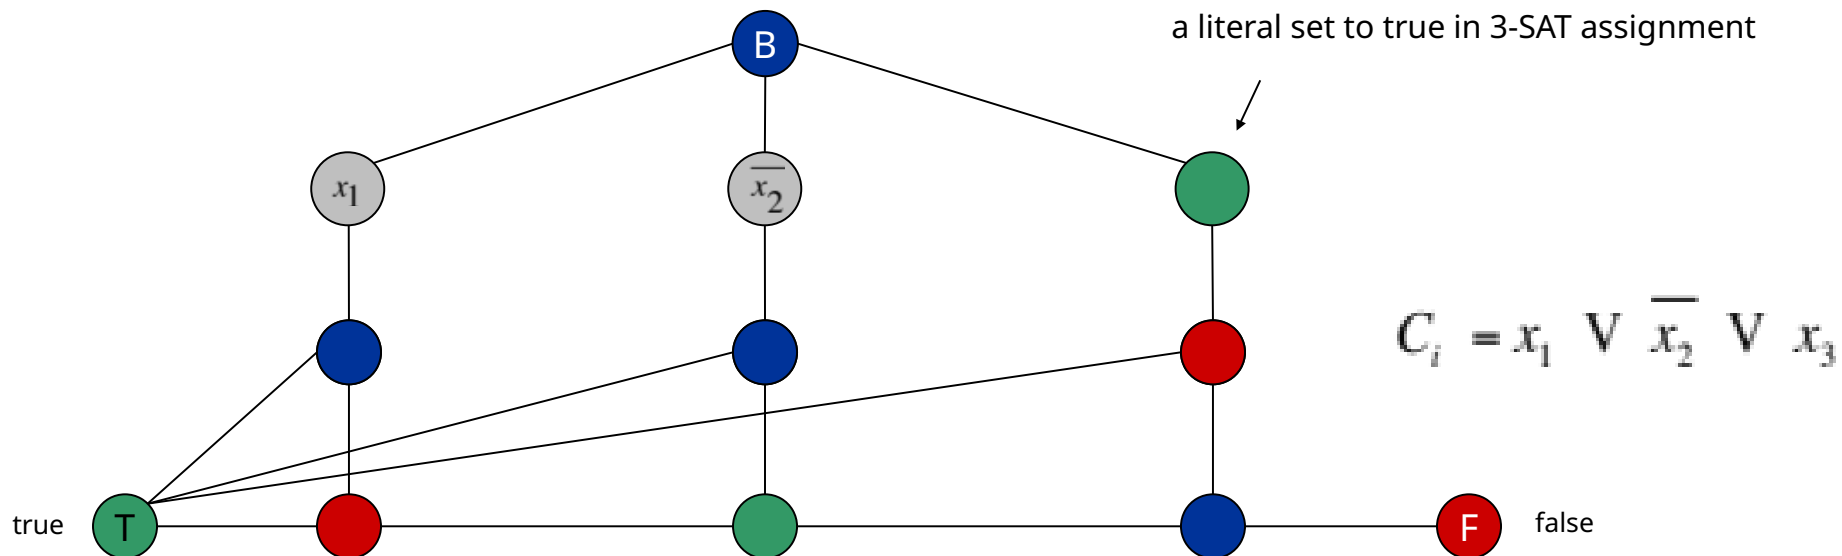 a literal set to true in 3-SAT assignment
B
x₁
x̅₂
Cᵢ = x₁ V x̅₂ V x₃
true
T
F
false